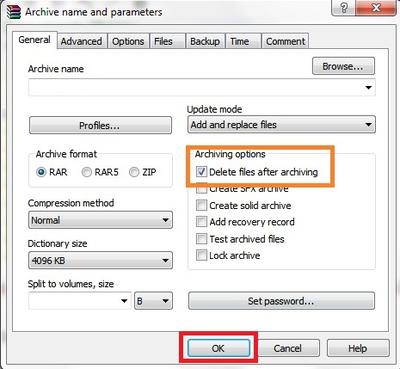 Archive name and parameters
General Advanced Options Files Backup Time Comment
Archive name
Browse...
Update mode
Profiles...
Add and replace files
Archive format
RAR RAR5 ZIP
Archiving options
Delete files after archiving
Create SFX archive
Create solid archive
Add recovery record
Test archived files
Lock archive
Compression method
Normal
Dictionary size
4096 KB
Split to volumes, size
B
Set password...
OK Cancel Help